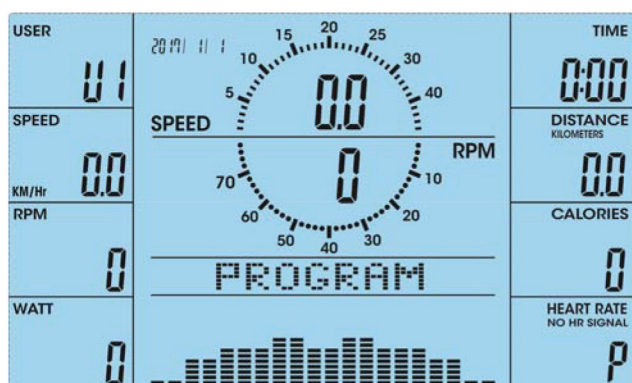 USER
U1
SPEED
KM/Hr 0.0
RPM
0
WATT
0
2017/ 1/ 1
5 10 15 20 25 30 40
0.0
SPEED
RPM
0
70 60 50 40 30 20 10
PROGRAM
TIME
0:00
DISTANCE
KILOMETERS
0.0
CALORIES
0
HEART RATE
NO HR SIGNAL
P